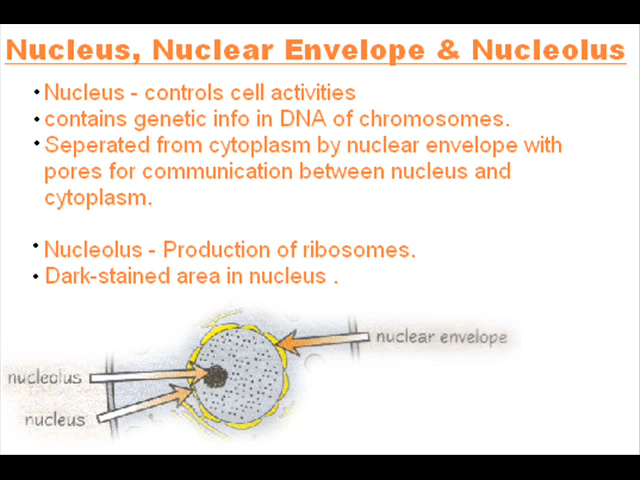 Nucleus, Nuclear Envelope & Nucleolus
• Nucleus - controls cell activities
• contains genetic info in DNA of chromosomes.
• Seperated from cytoplasm by nuclear envelope with
pores for communication between nucleus and
cytoplasm.
• Nucleolus - Production of ribosomes.
• Dark-stained area in nucleus .
nuclear envelope
nucleolus
nucleus